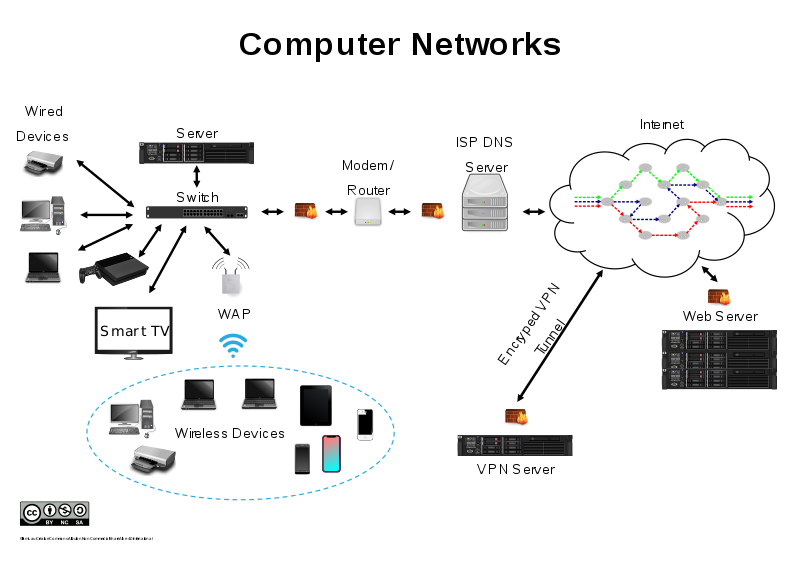 Computer Networks
Wired
Devices
Server
Switch
Modem/
Router
ISP DNS
Server
Internet
WAP
Smart TV
Encryped VPN
Tunnel
Web Server
Wireless Devices
VPN Server
cc
BY NC SA